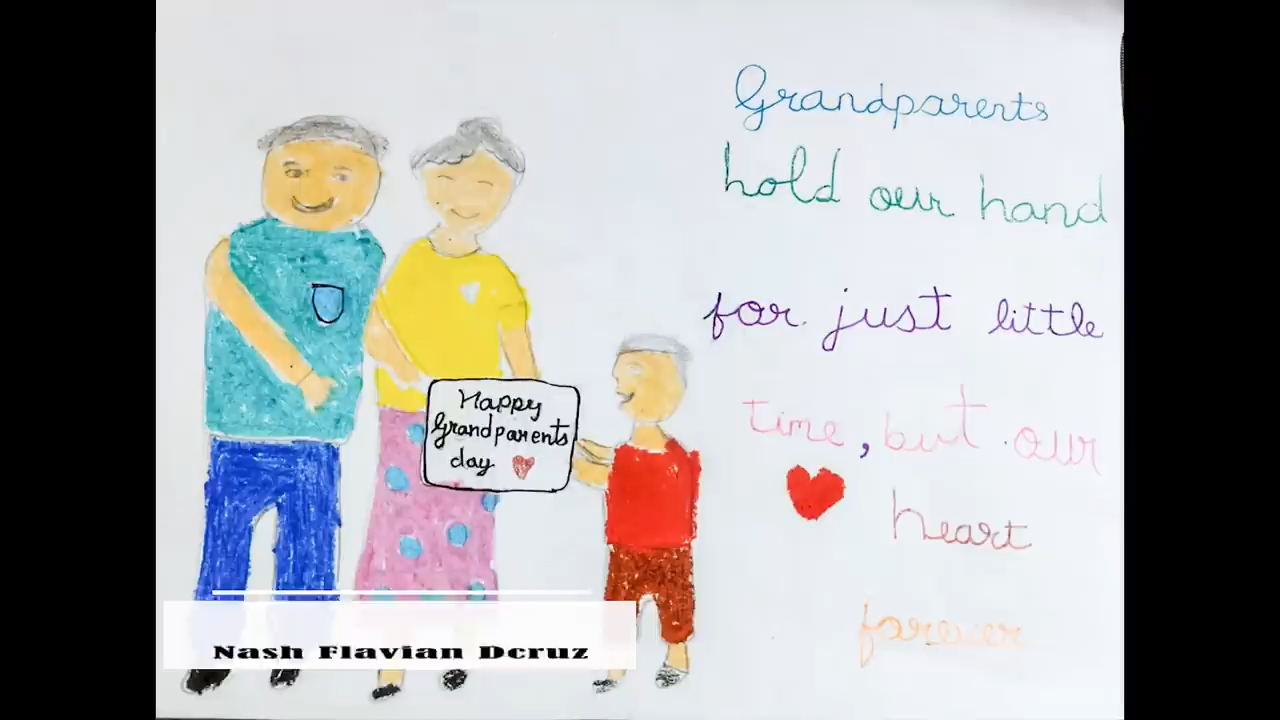 Grandparents
hold our hand
for just little
time, but our
heart
forever
Happy
Grandparents
day
Nash Flavian Dcruz